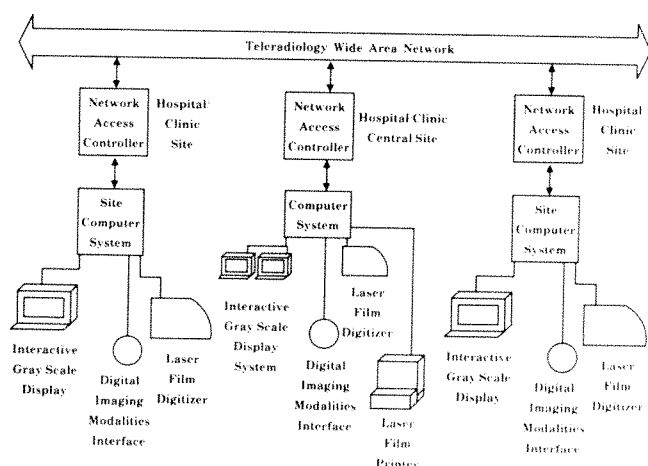 Teleradiology Wide Area Network
Network
Access
Controller
Hospital
Clinic
Site
Network
Access
Controller
Hospital Clinic
Central Site
Network
Access
Controller
Hospital
Clinic
Site
Site
Computer
System
Computer
System
Site
Computer
System
Interactive
Gray Scale
Display
Digital
Imaging
Modalities
Interface
Laser
Film
Digitizer
Interactive
Gray Scale
Display
System
Digital
Imaging
Modalities
Interface
Laser
Film
Digitizer
Laser
Film
Printer
Interactive
Gray Scale
Display
Digital
Imaging
Modalities
Interface
Laser
Film
Digitizer